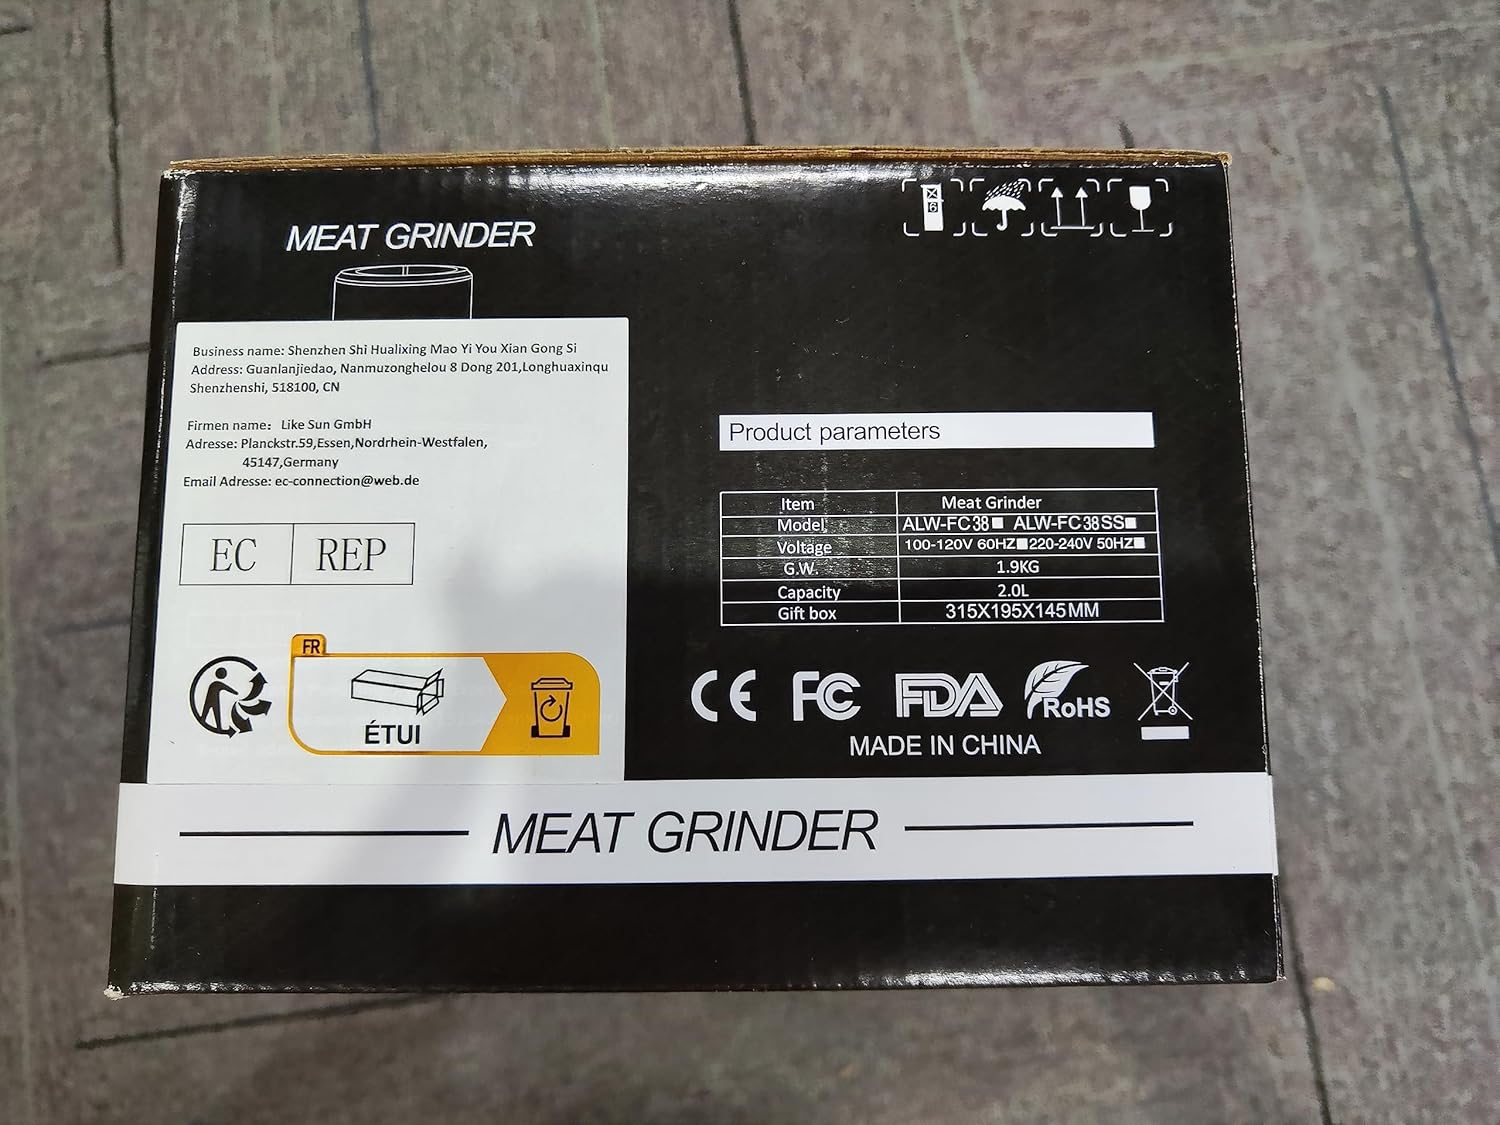 MEAT GRINDER
6
Business name: Shenzhen Shi Hualixing Mao Yi You Xian Gong Si
Address: Guanlanjiedao, Nanmuzonghelou 8 Dong 201,Longhuaxinqu
Shenzhenshi, 518100, CN
Firmen name: Like Sun GmbH
Adresse: Planckstr.59,Essen,Nordrhein-Westfalen,
45147,Germany
Email Adresse: ec-connection@web.de
EC REP
FR
ÉTUI
Product parameters
Item Meat Grinder
Model ALW-FC38 ALW-FC38SS
Voltage 100-120V 60HZ 220-240V 50HZ
G.W. 1.9KG
Capacity 2.0L
Gift box 315X195X145MM
CE FC FDA RoHS
MADE IN CHINA
MEAT GRINDER